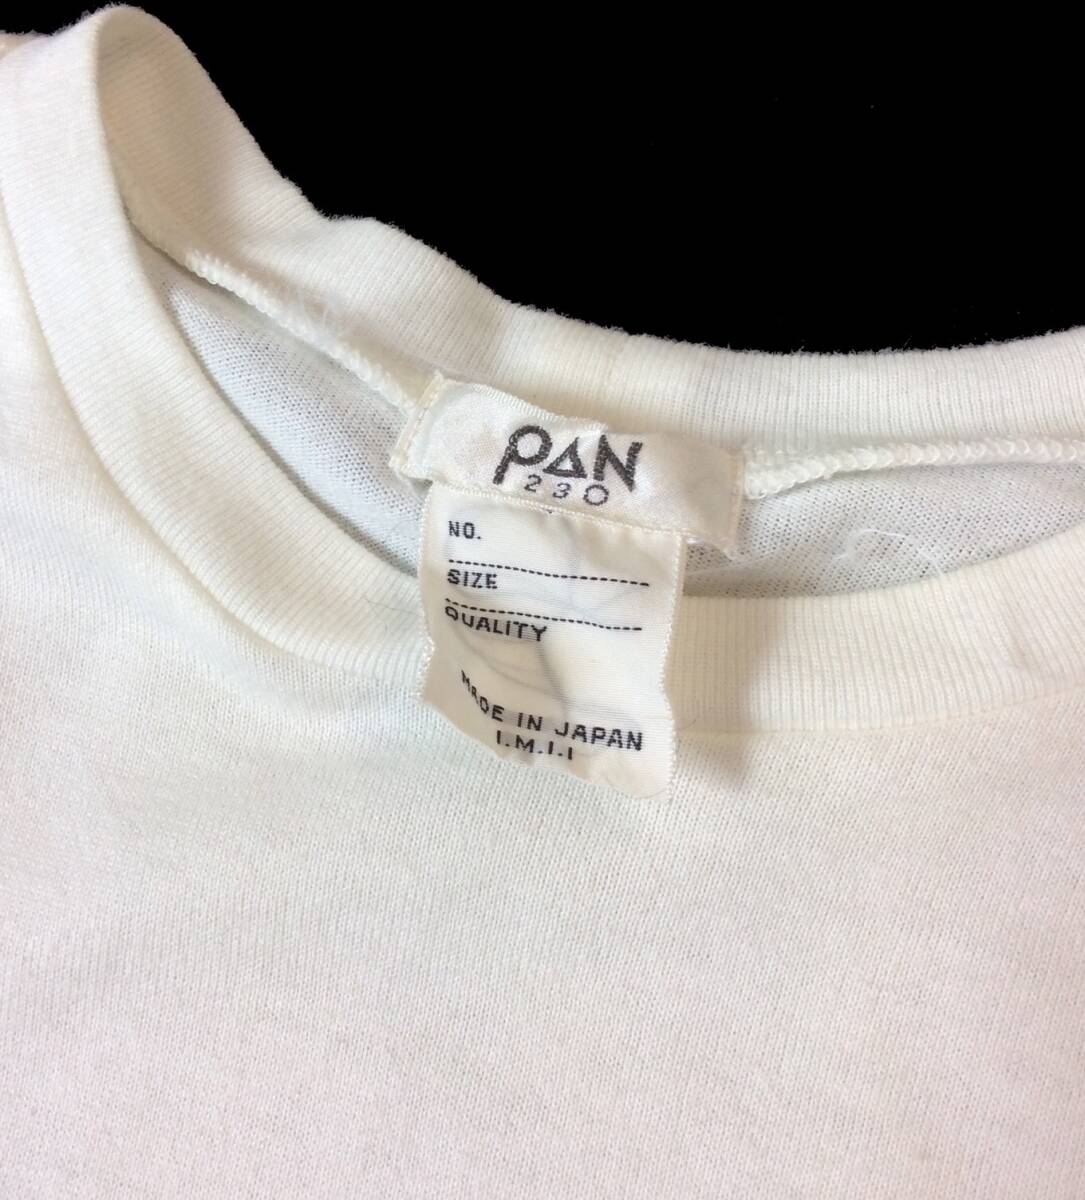 PAN
230
NO.
SIZE
QUALITY
MADE IN JAPAN
I.M.I.I